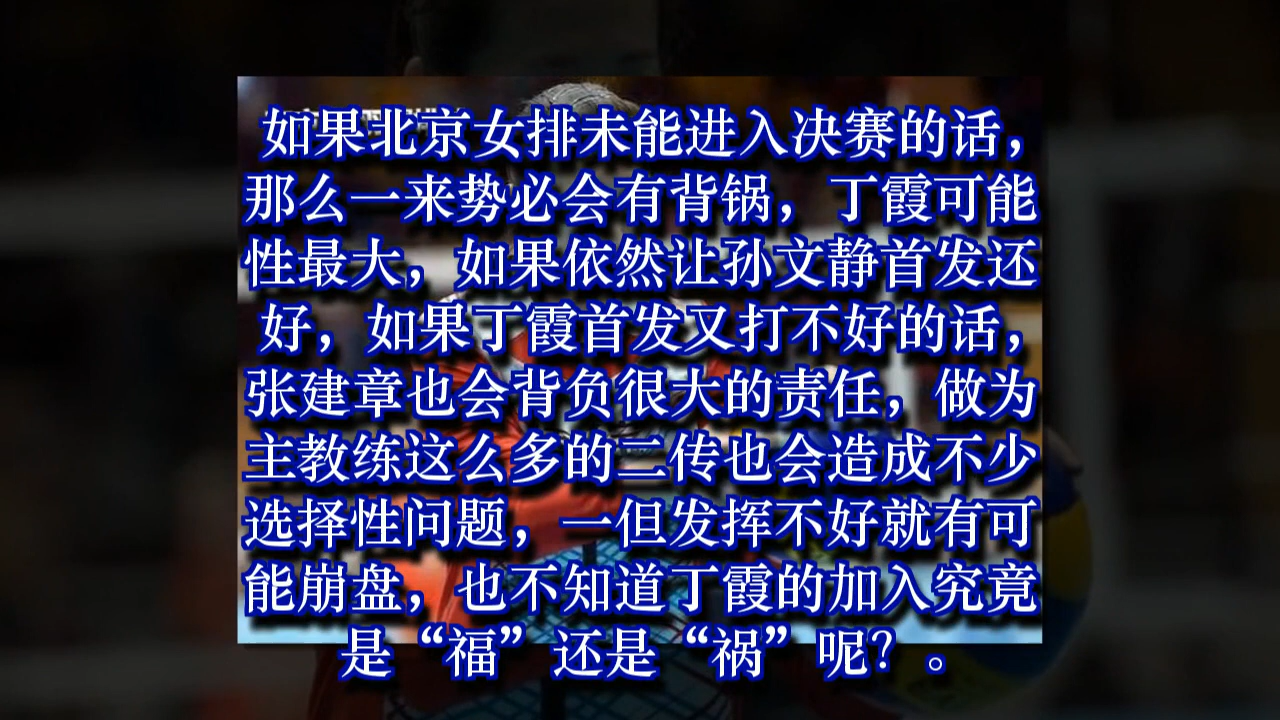 如果北京女排未能进入决赛的话，
那么一来势必会有背锅，丁霞可能
性最大，如果依然让孙文静首发还
好，如果丁霞首发又打不好的话，
张建章也会背负很大的责任，做为
主教练这么多的二传也会造成不少
选择性问题，一但发挥不好就有可
能崩盘，也不知道丁霞的加入究竟
是“福”还是“祸”呢？。